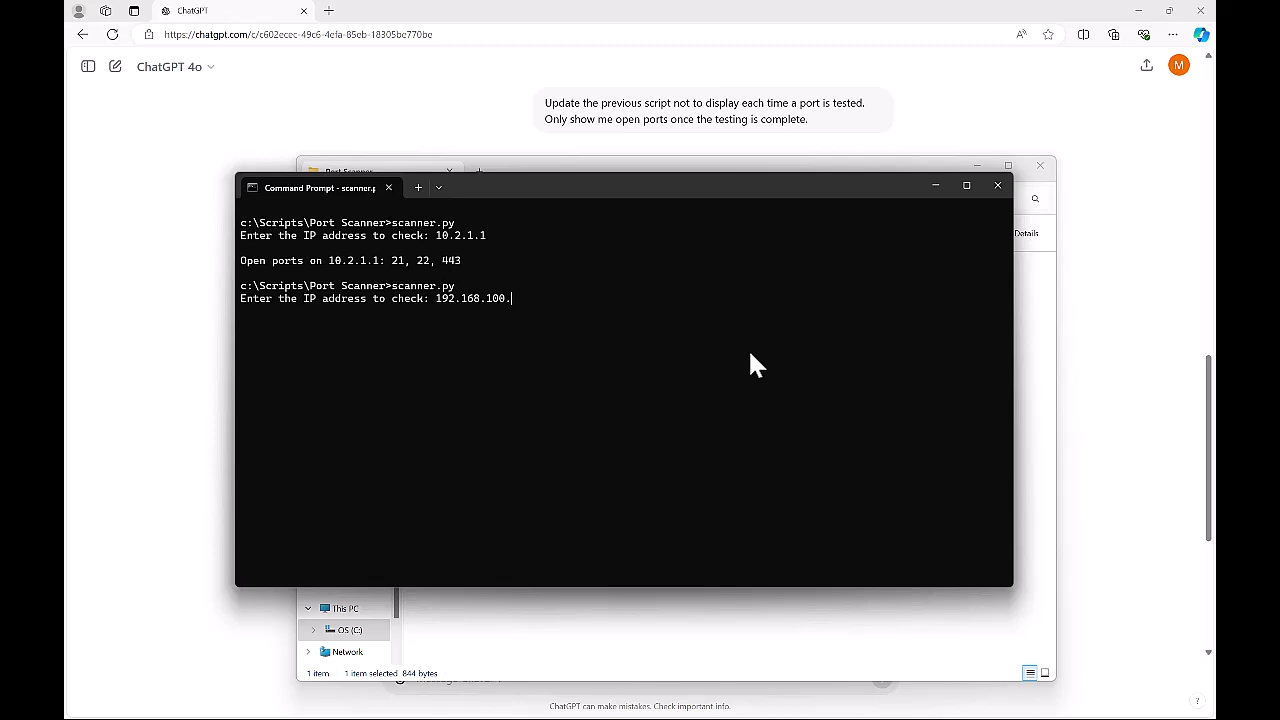 ChatGPT
https://chatgpt.com/c/c602ecec-49c6-4efa-85eb-18305be770be
ChatGPT 4o
M
Update the previous script not to display each time a port is tested.
Only show me open ports once the testing is complete.
Port Scanner
Command Prompt - scanner.p
c:\Scripts\Port Scanner>scanner.py
Enter the IP address to check: 10.2.1.1
Open ports on 10.2.1.1: 21, 22, 443
c:\Scripts\Port Scanner>scanner.py
Enter the IP address to check: 192.168.100.
Details
This PC
OS (C:)
Network
1 item 1 item selected 844 bytes
ChatGPT can make mistakes. Check important info.
?